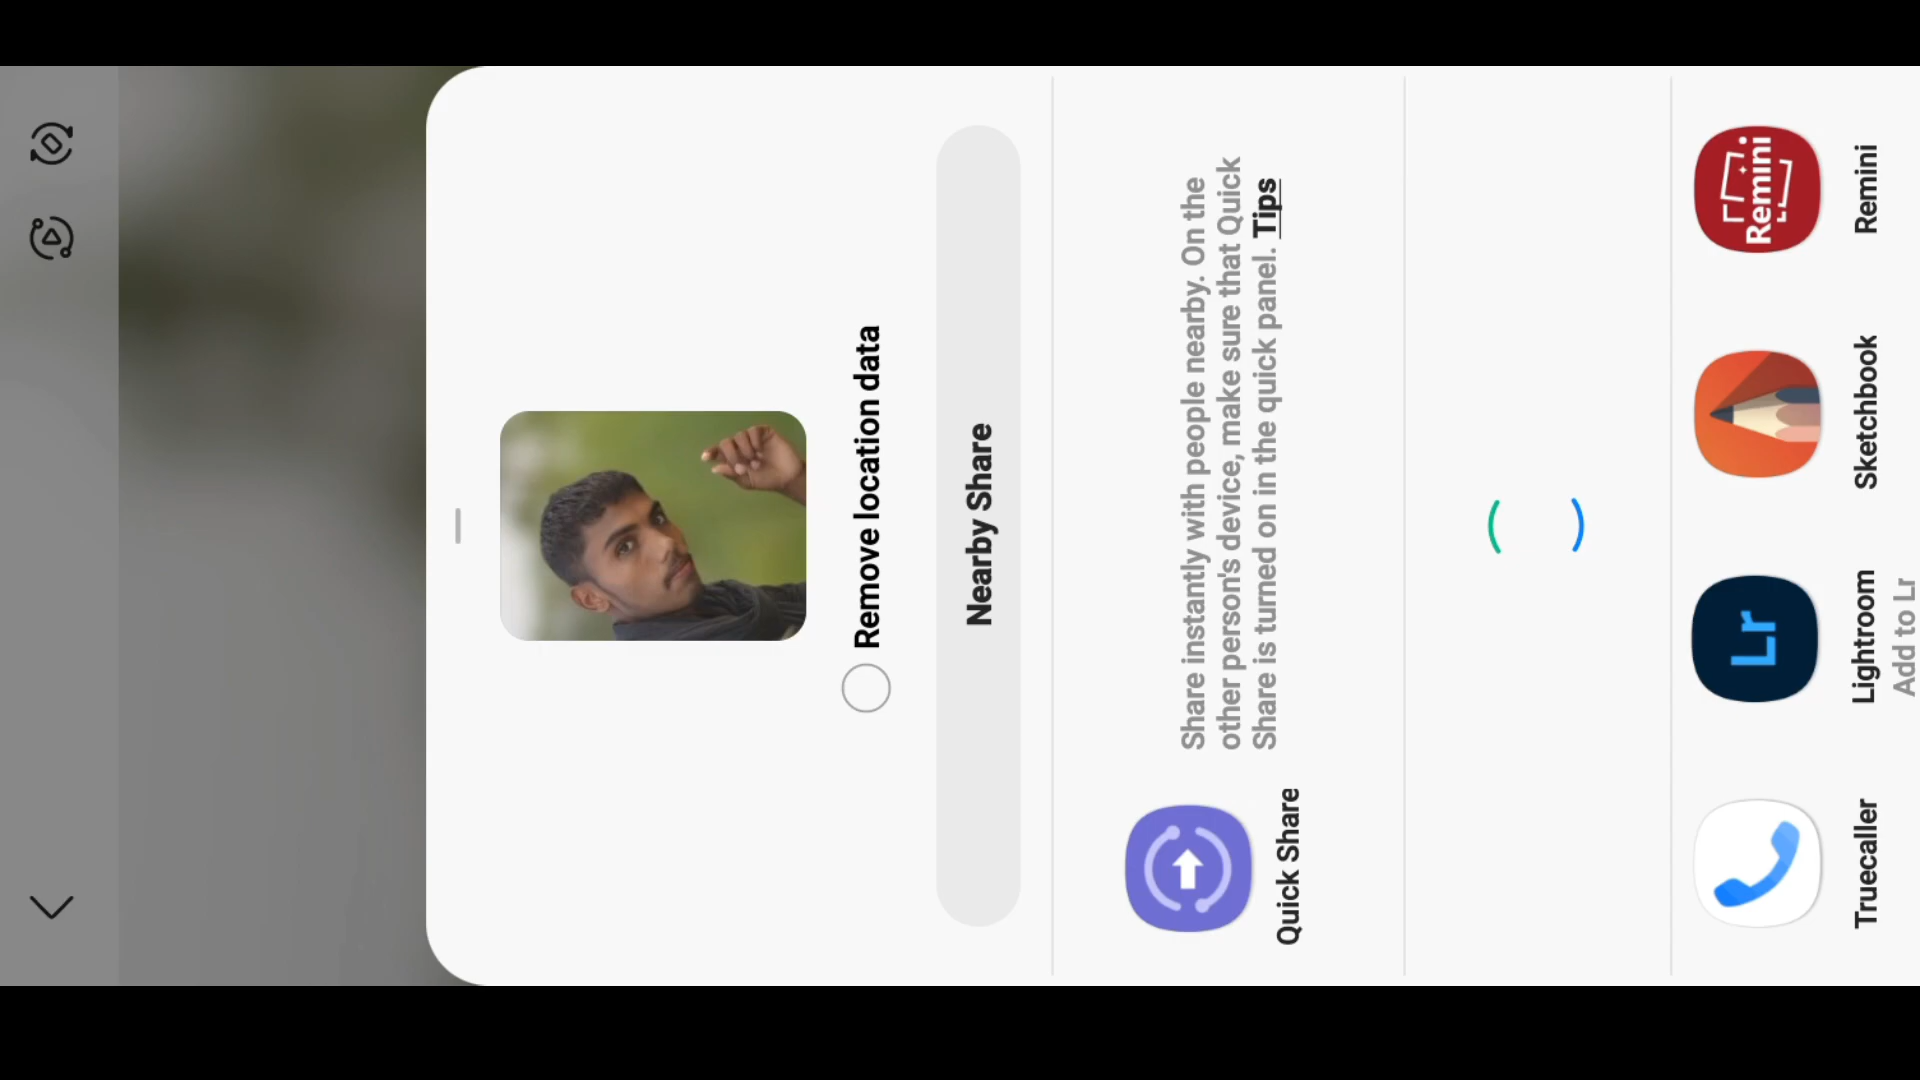 Remove location data
Nearby Share
Quick Share
Share instantly with people nearby. On the
other person's device, make sure that Quick
Share is turned on in the quick panel. Tips
Lr
Remini
Truecaller
Lightroom
Add to Lr
Sketchbook
Remini